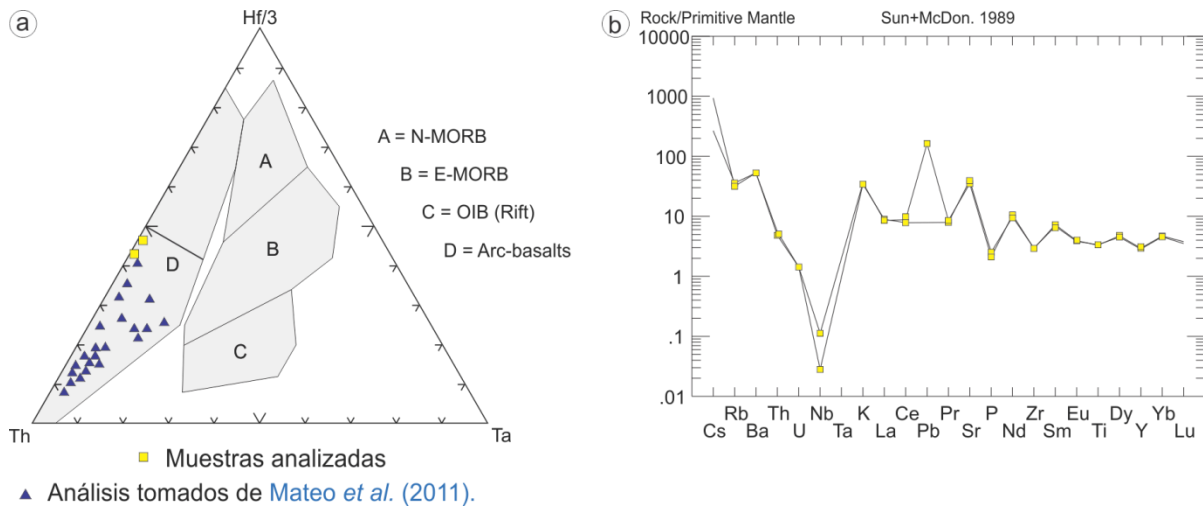 a
Hf/3
Th
Ta
A
B
C
D
A = N-MORB
B = E-MORB
C = OIB (Rift)
D = Arc-basalts
Muestras analizadas
Análisis tomados de Mateo et al. (2011).
b
Rock/Primitive Mantle Sun+McDon. 1989
10000
1000
100
10
1
.1
.01
Rb Th Nb K Ce Pr P Zr Eu Dy Yb
Cs Ba U Ta La Pb Sr Nd Sm Ti Y Lu